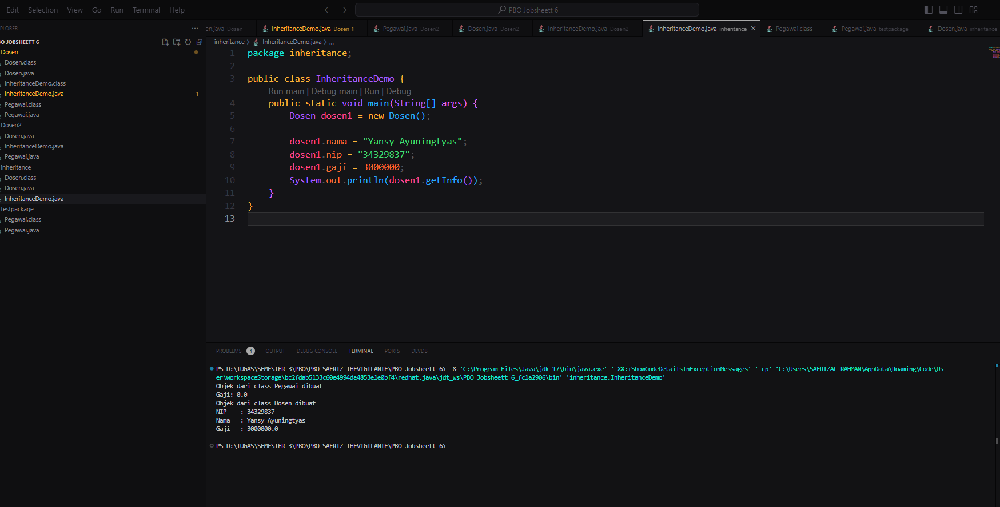 Edit Selection View Go Run Terminal Help PBO Jobsheett 6
PLORER ...
en.java Dosen InheritanceDemo.java Dosen 1 Pegawai.java Dosen2 Dosen.java Dosen2 InheritanceDemo.java Dosen2 InheritanceDemo.java inheritance Pegawai.class Pegawai.java testpackage Dosen.java inheritance
BO JOBSHEETT 6
Dosen
Dosen.class
Dosen.java
InheritanceDemo.class
InheritanceDemo.java 1
Pegawai.class
Pegawai.java
Dosen2
Dosen.java
InheritanceDemo.java
Pegawai.java
inheritance
Dosen.class
Dosen.java
InheritanceDemo.java
testpackage
Pegawai.class
Pegawai.java
inheritance > InheritanceDemo.java > ...
1 package inheritance;
2
3 public class InheritanceDemo {
Run main | Debug main | Run | Debug
4 public static void main(String[] args) {
5 Dosen dosen1 = new Dosen();
6
7 dosen1.nama = "Yansy Ayuningtyas";
8 dosen1.nip = "34329837";
9 dosen1.gaji = 3000000;
10 System.out.println(dosen1.getInfo());
11 }
12 }
13
PROBLEMS 1 OUTPUT DEBUG CONSOLE TERMINAL PORTS DEVDB
PS D:\TUGAS\SEMESTER 3\PBO\PBO_SAFRIZ_THEVIGILANTE\PBO Jobsheett 6> & 'C:\Program Files\Java\jdk-17\bin\java.exe' '-XX:+ShowCodeDetailsInExceptionMessages' '-cp' 'C:\Users\SAFRIZAL RAHMAN\AppData\Roaming\Code\Us
er\workspaceStorage\bc2fdab5133c60e4994da4853e1e0bf4\redhat.java\jdt_ws\PBO Jobsheett 6_fc1a2906\bin' 'inheritance.InheritanceDemo'
Objek dari class Pegawai dibuat
Gaji: 0.0
Objek dari class Dosen dibuat
NIP : 34329837
Nama : Yansy Ayuningtyas
Gaji : 3000000.0
PS D:\TUGAS\SEMESTER 3\PBO\PBO_SAFRIZ_THEVIGILANTE\PBO Jobsheett 6>